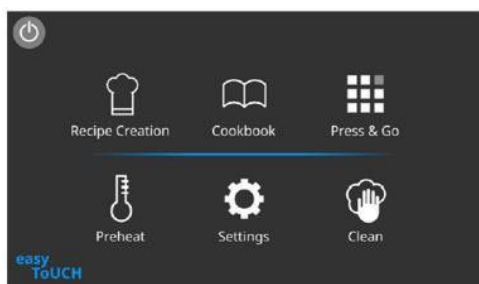 Recipe Creation
Cookbook
Press & Go
Preheat
Settings
Clean
easy
ToUCH